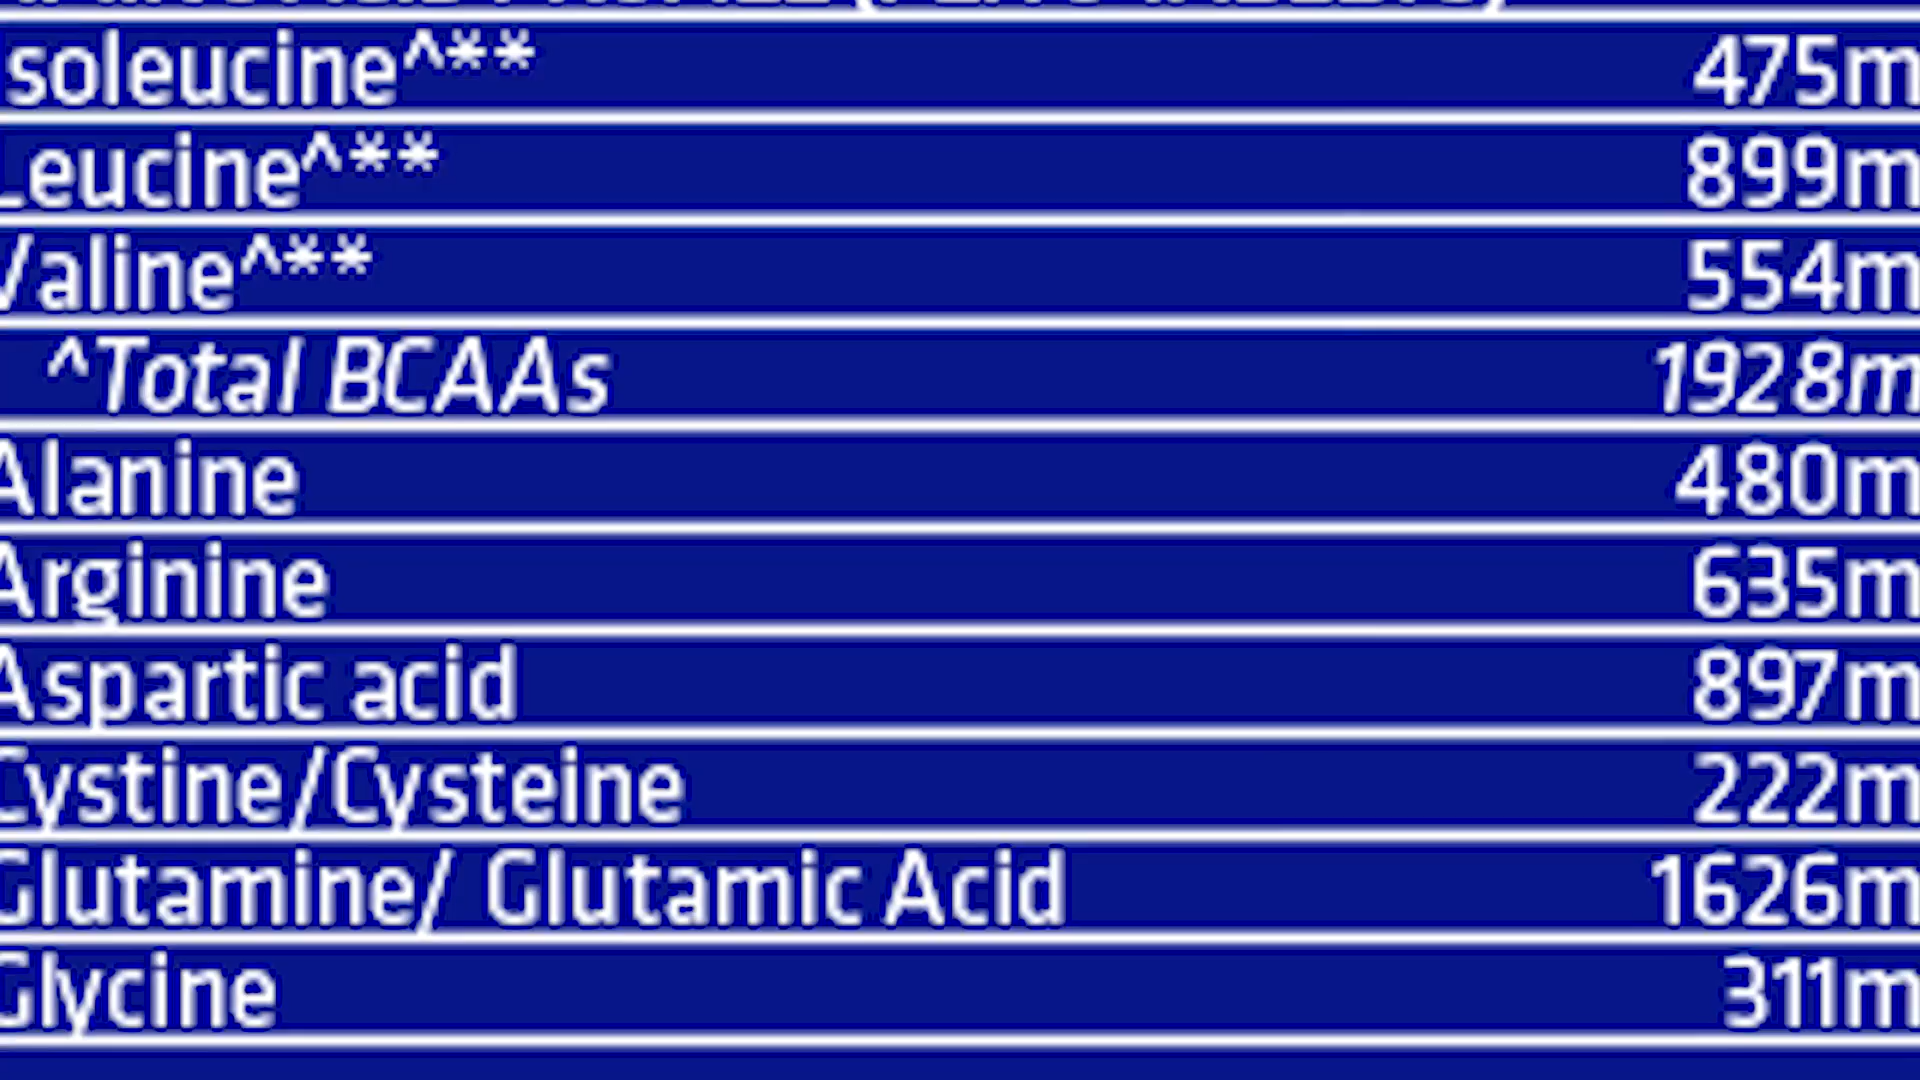 soleucine^** 475m
Leucine^** 899m
Valine^** 554m
^Total BCAAs 1928m
Alanine 480m
Arginine 635m
Aspartic acid 897m
Cystine/Cysteine 222m
Glutamine/ Glutamic Acid 1626m
Glycine 311m